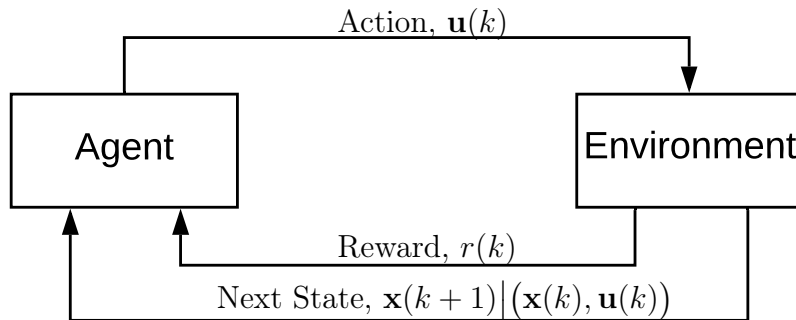 Action, u(k)
Agent
Environment
Reward, r(k)
Next State, x(k + 1)|(x(k), u(k))